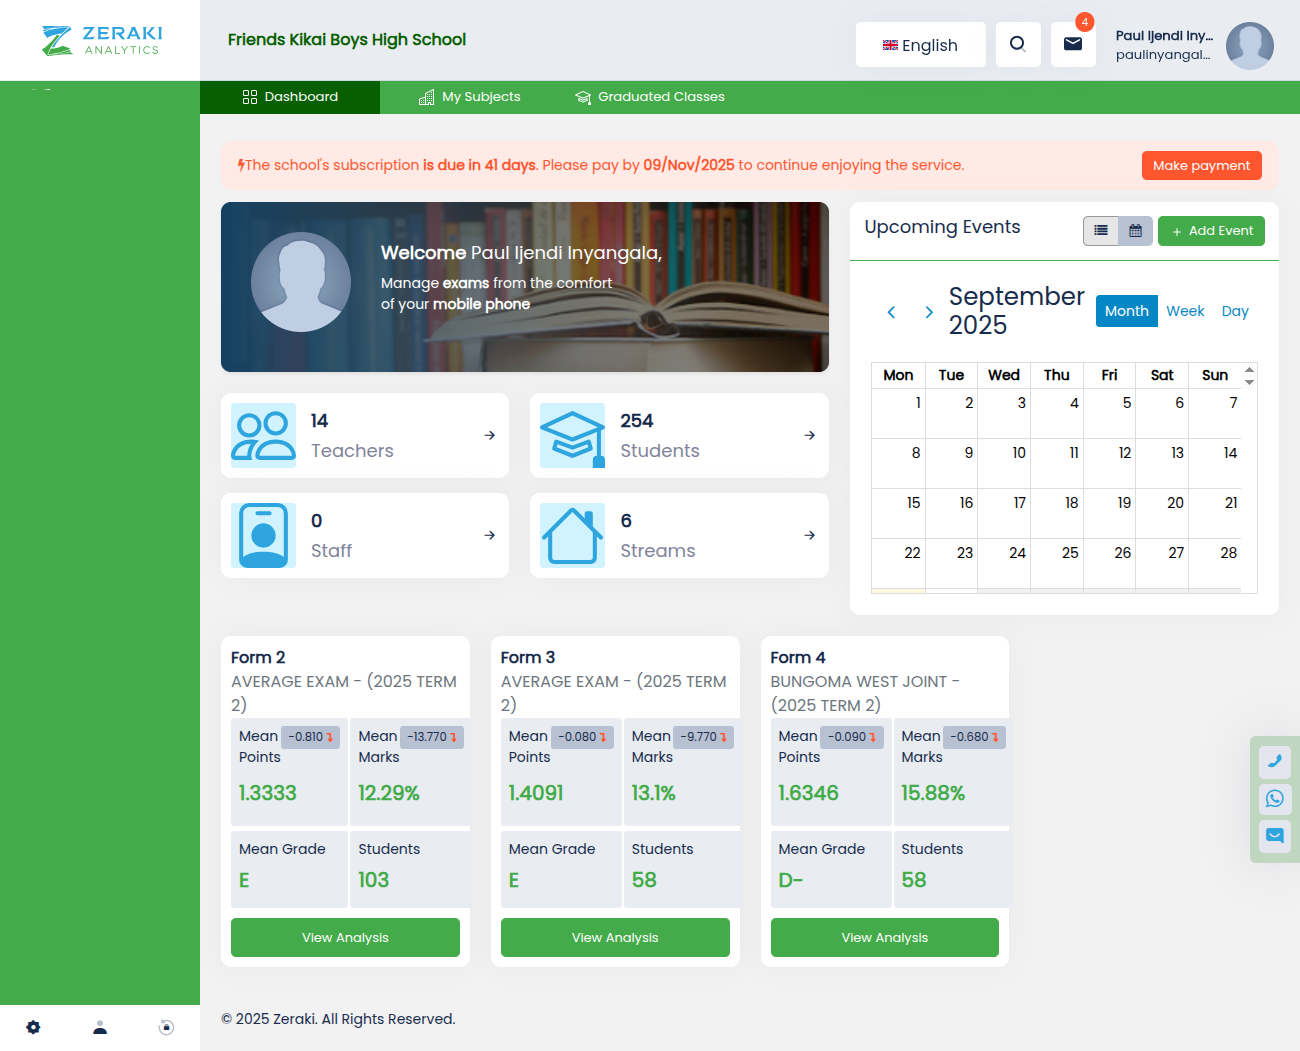 ZERAKI
ANALYTICS
Friends Kikai Boys High School
English
4
Paul Ijendi Iny...
paulinyangal...
Dashboard
My Subjects
Graduated Classes
The school's subscription is due in 41 days. Please pay by 09/Nov/2025 to continue enjoying the service.
Make payment
Welcome Paul Ijendi Inyangala,
Manage exams from the comfort
of your mobile phone
14
Teachers
254
Students
0
Staff
6
Streams
Upcoming Events
+ Add Event
September
2025
Month Week Day
Mon Tue Wed Thu Fri Sat Sun
1 2 3 4 5 6 7
8 9 10 11 12 13 14
15 16 17 18 19 20 21
22 23 24 25 26 27 28
Form 2
AVERAGE EXAM - (2025 TERM
2)
Mean
Points
-0.810
1.3333
Mean
Marks
-13.770
12.29%
Mean Grade
E
Students
103
View Analysis
Form 3
AVERAGE EXAM - (2025 TERM
2)
Mean
Points
-0.080
1.4091
Mean
Marks
-9.770
13.1%
Mean Grade
E
Students
58
View Analysis
Form 4
BUNGOMA WEST JOINT -
(2025 TERM 2)
Mean
Points
-0.090
1.6346
Mean
Marks
-0.680
15.88%
Mean Grade
D-
Students
58
View Analysis
© 2025 Zeraki. All Rights Reserved.